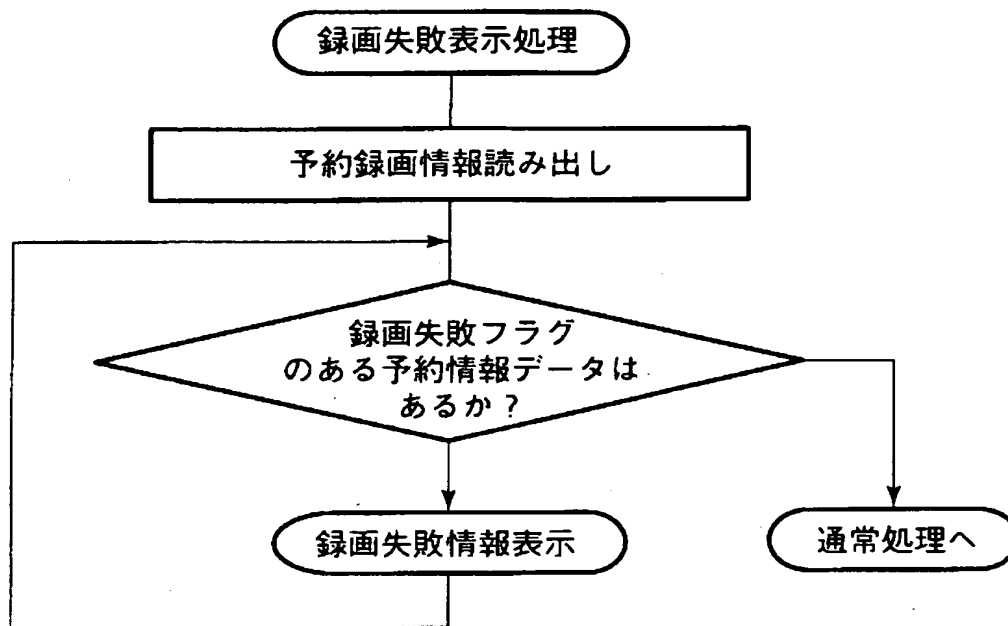 録画失敗表示処理
予約録画情報読み出し
録画失敗フラグ
のある予約情報データは
あるか？
録画失敗情報表示
通常処理へ